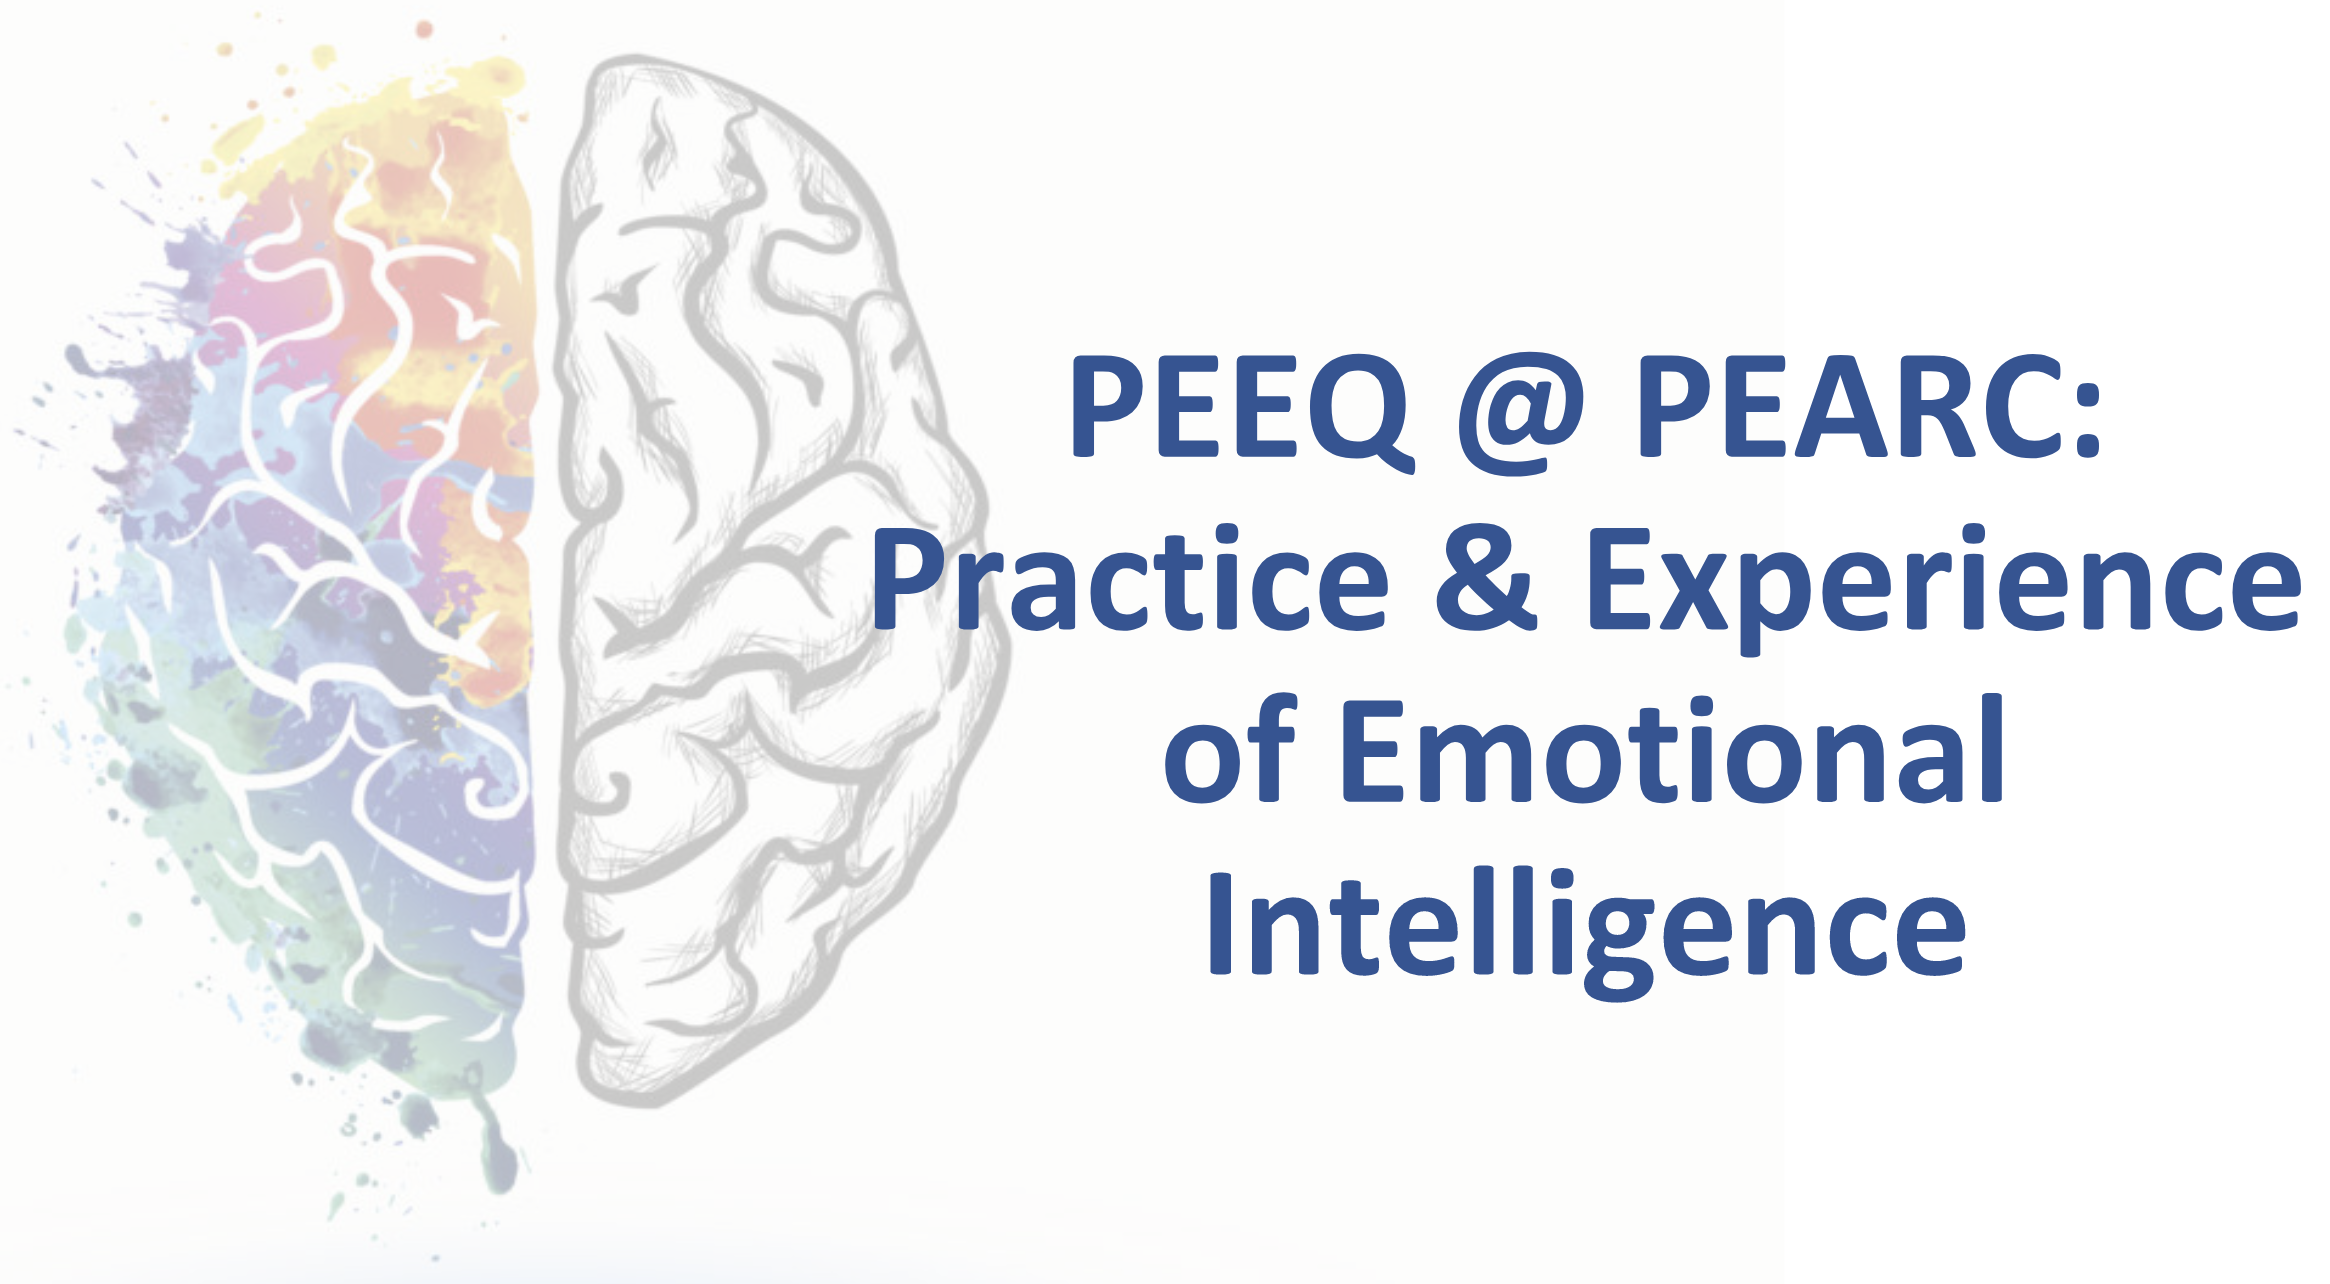 PEEQ @ PEARC:
Practice & Experience
of Emotional
Intelligence